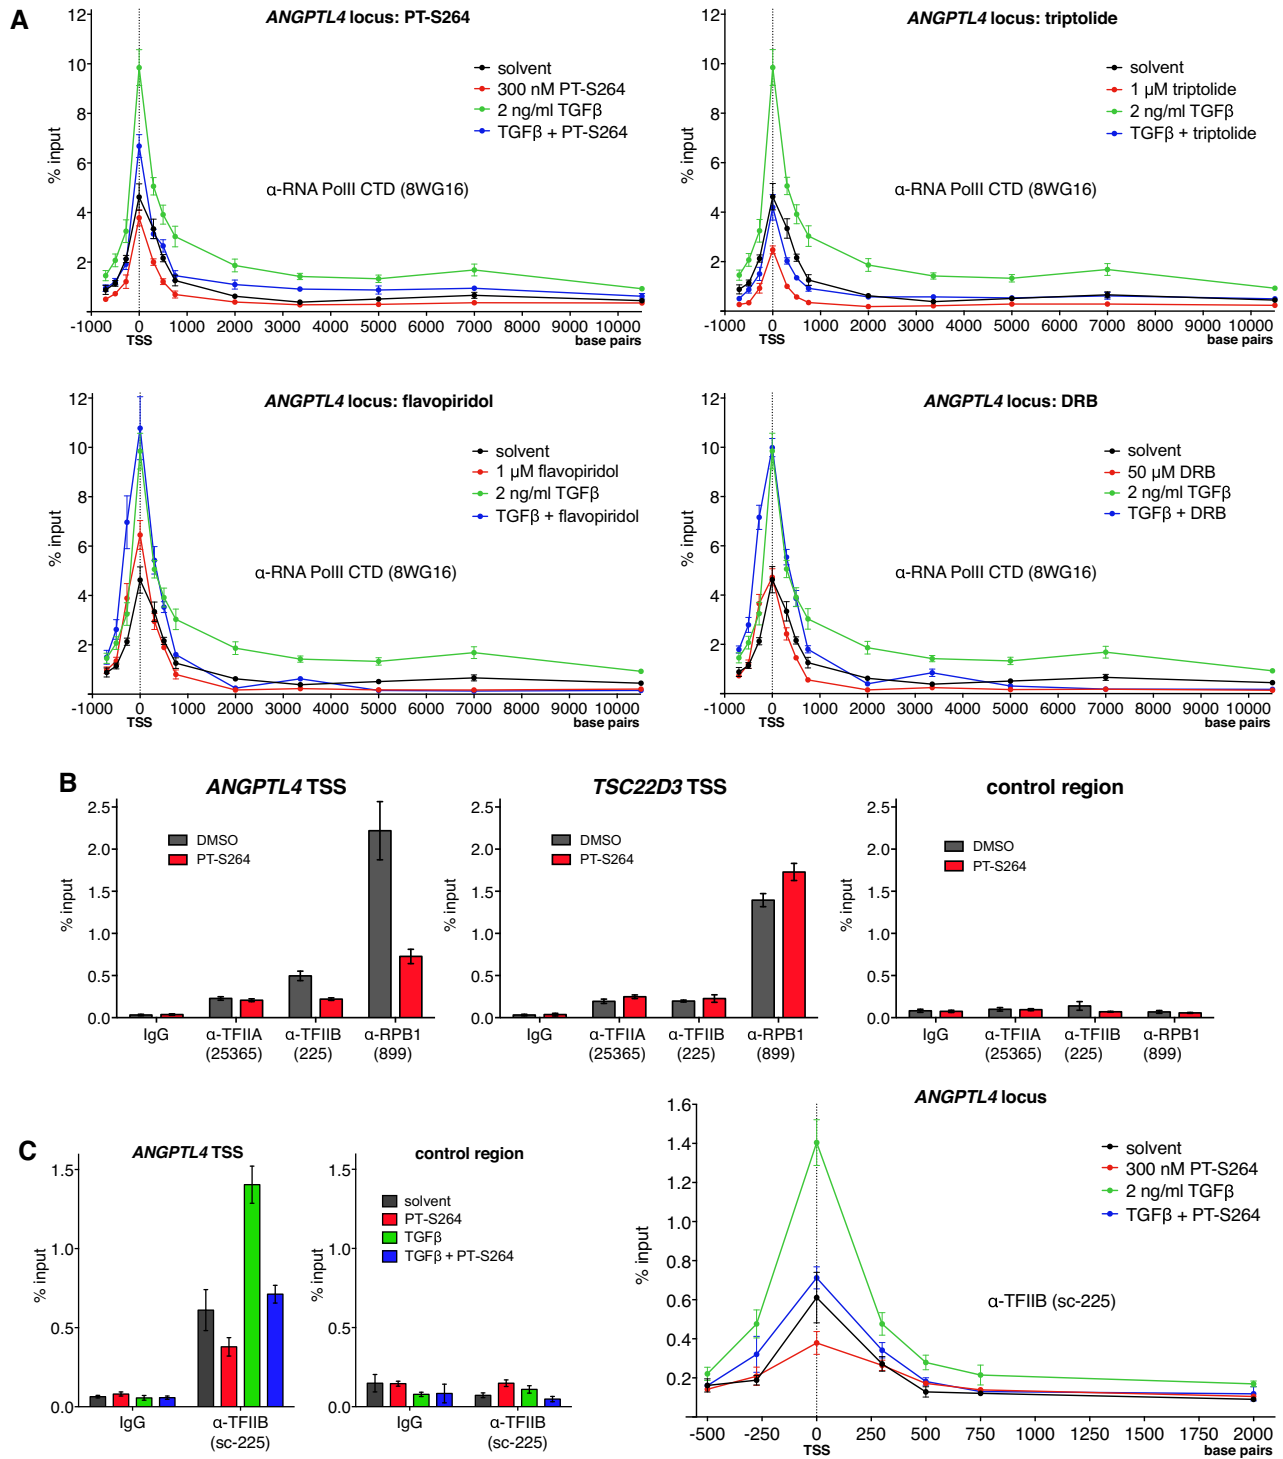 A
ANGPTL4 locus: PT-S264
12
10
8
6
4
2
% input
solvent
300 nM PT-S264
2 ng/ml TGFβ
TGFβ + PT-S264
α-RNA PolII CTD (8WG16)
-1000 0 1000 2000 3000 4000 5000 6000 7000 8000 10000
TSS
base pairs
ANGPTL4 locus: triptolide
12
10
8
6
4
2
% input
solvent
1 μM triptolide
2 ng/ml TGFβ
TGFβ + triptolide
α-RNA PolII CTD (8WG16)
-1000 0 1000 2000 3000 4000 5000 6000 7000 8000 10000
TSS
base pairs
ANGPTL4 locus: flavopiridol
12
10
8
6
4
2
% input
solvent
1 μM flavopiridol
2 ng/ml TGFβ
TGFβ + flavopiridol
α-RNA PolII CTD (8WG16)
-1000 0 1000 2000 3000 4000 5000 6000 7000 8000 10000
TSS
base pairs
ANGPTL4 locus: DRB
12
10
8
6
4
2
% input
solvent
50 μM DRB
2 ng/ml TGFβ
TGFβ + DRB
α-RNA PolII CTD (8WG16)
-1000 0 1000 2000 3000 4000 5000 6000 7000 8000 10000
TSS
base pairs
B
ANGPTL4 TSS
2.5
2.0
1.5
1.0
0.5
0.0
% input
DMSO
PT-S264
IgG α-TFIIA α-TFIIB α-RPB1
(25365) (225) (899)
TSC22D3 TSS
2.5
2.0
1.5
1.0
0.5
0.0
% input
DMSO
PT-S264
IgG α-TFIIA α-TFIIB α-RPB1
(25365) (225) (899)
control region
2.5
2.0
1.5
1.0
0.5
0.0
% input
DMSO
PT-S264
IgG α-TFIIA α-TFIIB α-RPB1
(25365) (225) (899)
C
ANGPTL4 TSS
1.5
1.0
0.5
0.0
% input
IgG α-TFIIB
(sc-225)
control region
1.5
1.0
0.5
0.0
% input
solvent
PT-S264
TGFβ
TGFβ + PT-S264
IgG α-TFIIB
(sc-225)
ANGPTL4 locus
1.6
1.4
1.2
1.0
0.8
0.6
0.4
0.2
% input
solvent
300 nM PT-S264
2 ng/ml TGFβ
TGFβ + PT-S264
α-TFIIB (sc-225)
-500 -250 0 250 500 750 1000 1250 1500 1750 2000
TSS
base pairs